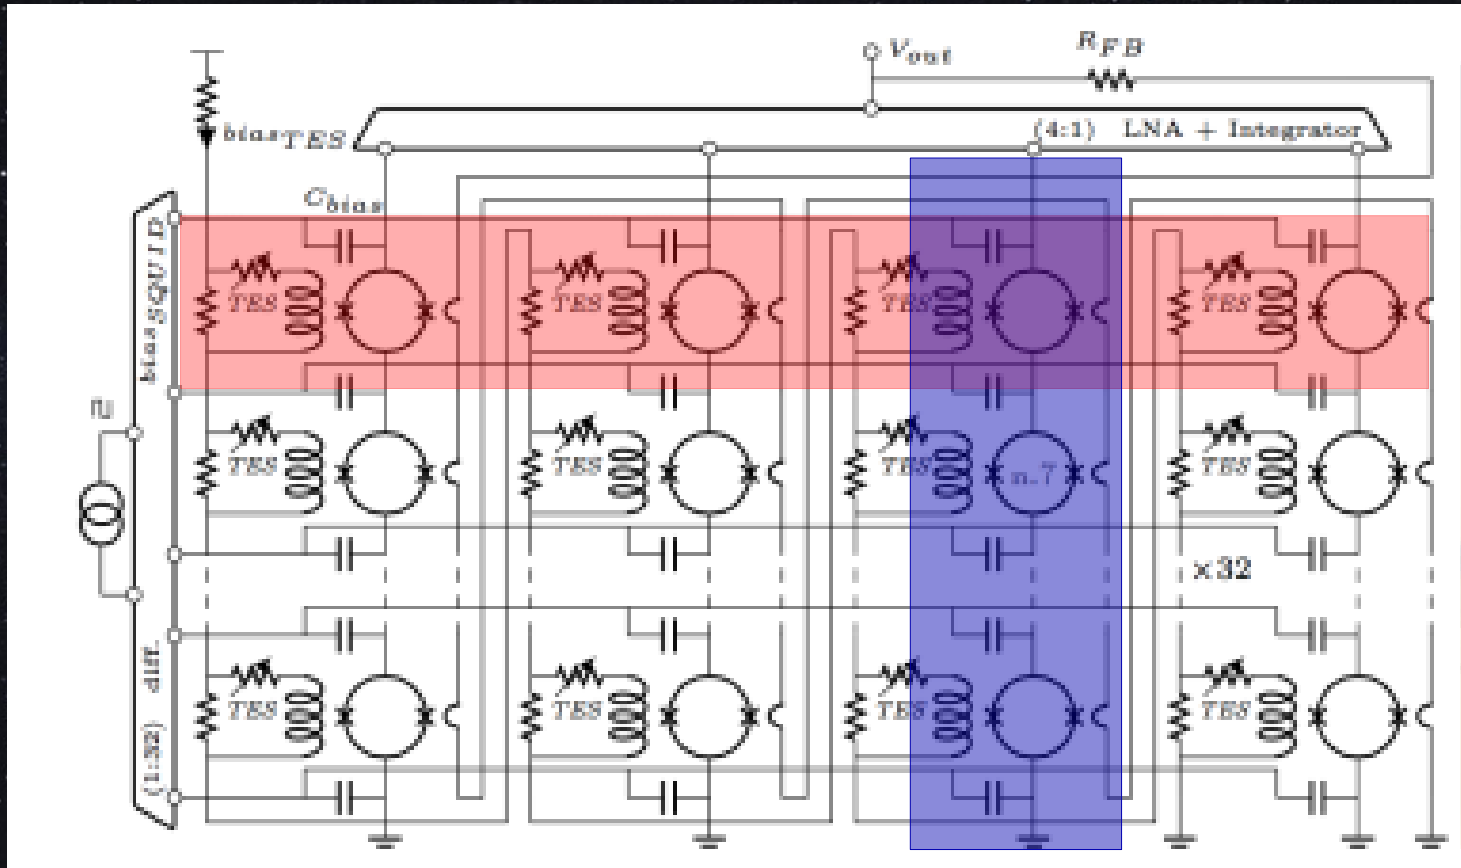 V_out
R_FB
bias_TES
(4:1) LNA + Integrator
C_bias
bias_SQUID
TES
TES
TES
TES
TES
TES
TES
TES
n.7
×32
(1:32) diff.
TES
TES
TES
TES